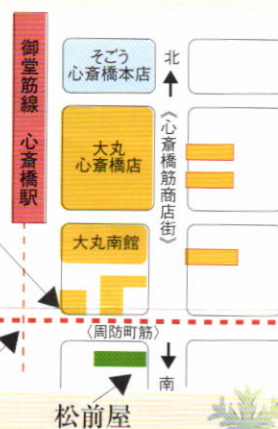 御堂筋線 心斎橋駅
そごう
心斎橋本店
北
大丸
心斎橋店
《心斎橋筋商店街》
大丸南館
〈周防町筋〉
南
松前屋